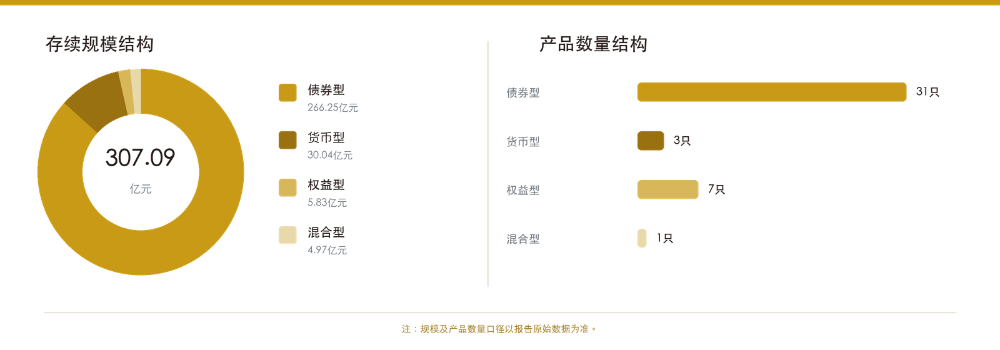 存续规模结构
307.09
亿元
债券型
266.25亿元
货币型
30.04亿元
权益型
5.83亿元
混合型
4.97亿元
产品数量结构
债券型 31只
货币型 3只
权益型 7只
混合型 1只
注：规模及产品数量口径以报告原始数据为准。